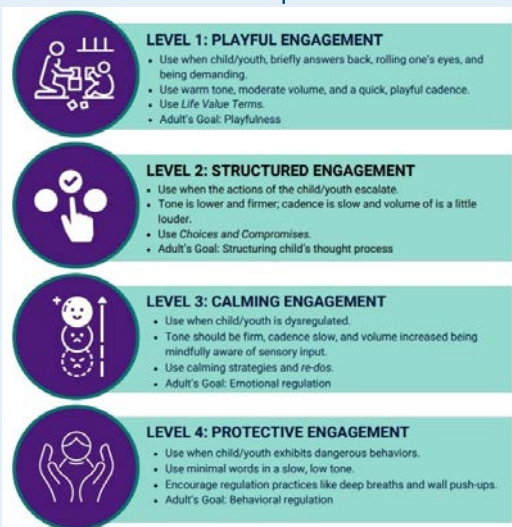 LEVEL 1: PLAYFUL ENGAGEMENT
• Use when child/youth, briefly answers back, rolling one's eyes, and
being demanding.
• Use warm tone, moderate volume, and a quick, playful cadence.
• Use Life Value Terms.
• Adult's Goal: Playfulness
LEVEL 2: STRUCTURED ENGAGEMENT
• Use when the actions of the child/youth escalate.
• Tone is lower and firmer; cadence is slow and volume of is a little
louder.
• Use Choices and Compromises.
• Adult's Goal: Structuring child's thought process
LEVEL 3: CALMING ENGAGEMENT
• Use when child/youth is dysregulated.
• Tone should be firm, cadence slow, and volume increased being
mindfully aware of sensory input.
• Use calming strategies and re-dos.
• Adult's Goal: Emotional regulation
LEVEL 4: PROTECTIVE ENGAGEMENT
• Use when child/youth exhibits dangerous behaviors.
• Use minimal words in a slow, low tone.
• Encourage regulation practices like deep breaths and wall push-ups.
• Adult's Goal: Behavioral regulation